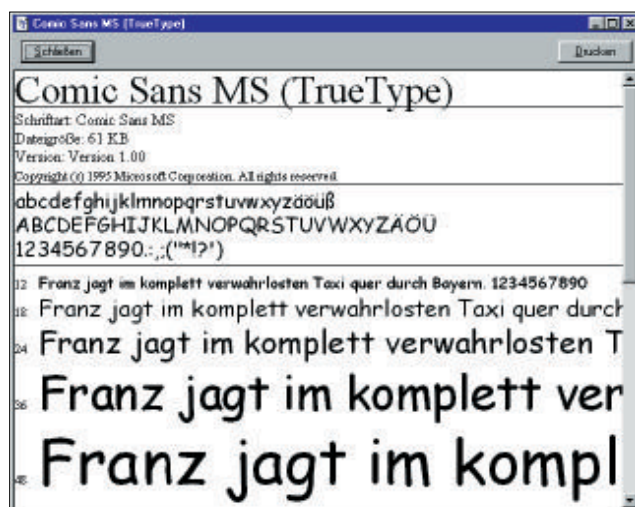 Comic Sans MS (TrueType)
Schließen
Drucken
Comic Sans MS (TrueType)
Schriftart: Comic Sans MS
Dateigröße: 61 KB
Version: Version 1.00
Copyright (c) 1995 Microsoft Corporation. All rights reserved.
abcdefghijklmnopqrstuvwxyzäöüß
ABCDEFGHIJKLMNOPQRSTUVWXYZÄÖÜ
1234567890.:,;("*!?')
12 Franz jagt im komplett verwahrlosten Taxi quer durch Bayern. 1234567890
18 Franz jagt im komplett verwahrlosten Taxi quer durch
24 Franz jagt im komplett verwahrlosten T
36 Franz jagt im komplett ver
48 Franz jagt im kompl